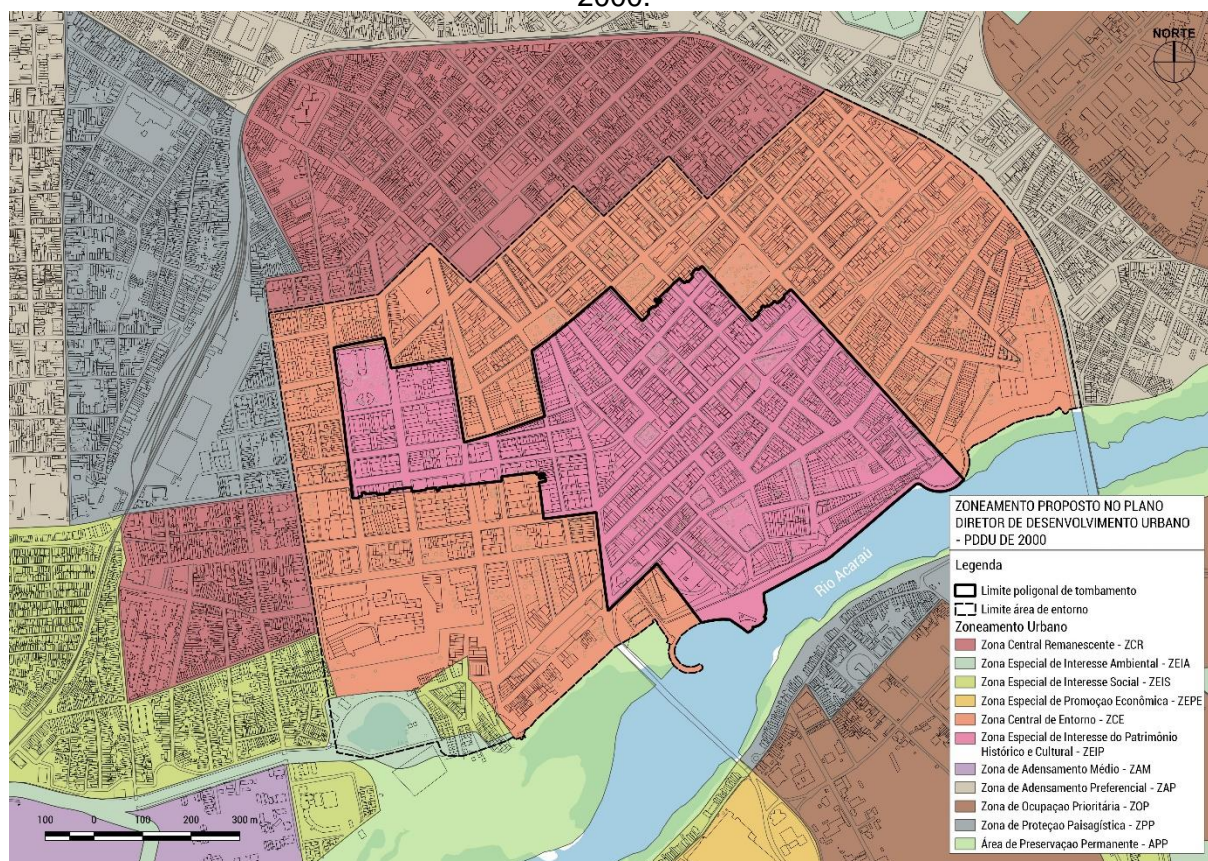 2000.
NORTE
Rio Acaraú
ZONEAMENTO PROPOSTO NO PLANO
DIRETOR DE DESENVOLVIMENTO URBANO
- PDDU DE 2000
Legenda
Limite poligonal de tombamento
Limite área de entorno
Zoneamento Urbano
Zona Central Remanescente - ZCR
Zona Especial de Interesse Ambiental - ZEIA
Zona Especial de Interesse Social - ZEIS
Zona Especial de Promoçao Econômica - ZEPE
Zona Central de Entorno - ZCE
Zona Especial de Interesse do Patrimônio
Histórico e Cultural - ZEIP
Zona de Adensamento Médio - ZAM
Zona de Adensamento Preferencial - ZAP
Zona de Ocupaçao Prioritária - ZOP
Zona de Proteçao Paisagística - ZPP
Área de Preservaçao Permanente - APP
100 0 100 200 300 m